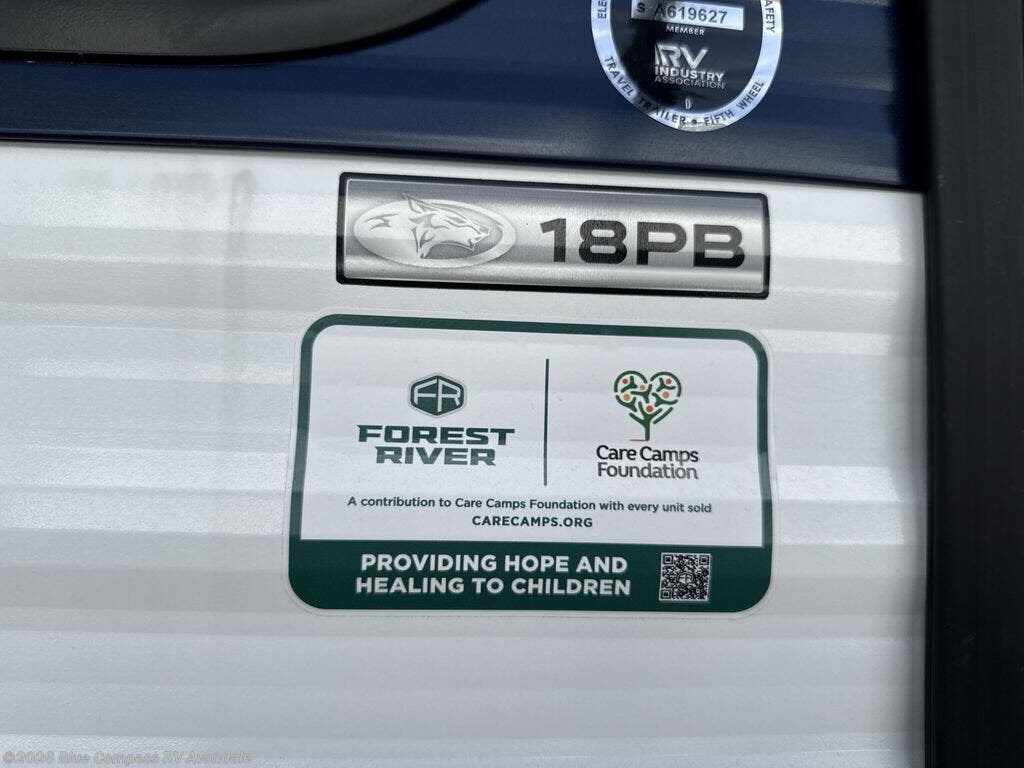 S A619627
MEMBER
RV
INDUSTRY
ASSOCIATION
TRAVEL TRAILER • FIFTH WHEEL
18PB
FR
FOREST
RIVER
Care Camps
Foundation
A contribution to Care Camps Foundation with every unit sold
CARECAMPS.ORG
PROVIDING HOPE AND
HEALING TO CHILDREN
©2026 Blue Compass RV Avondale